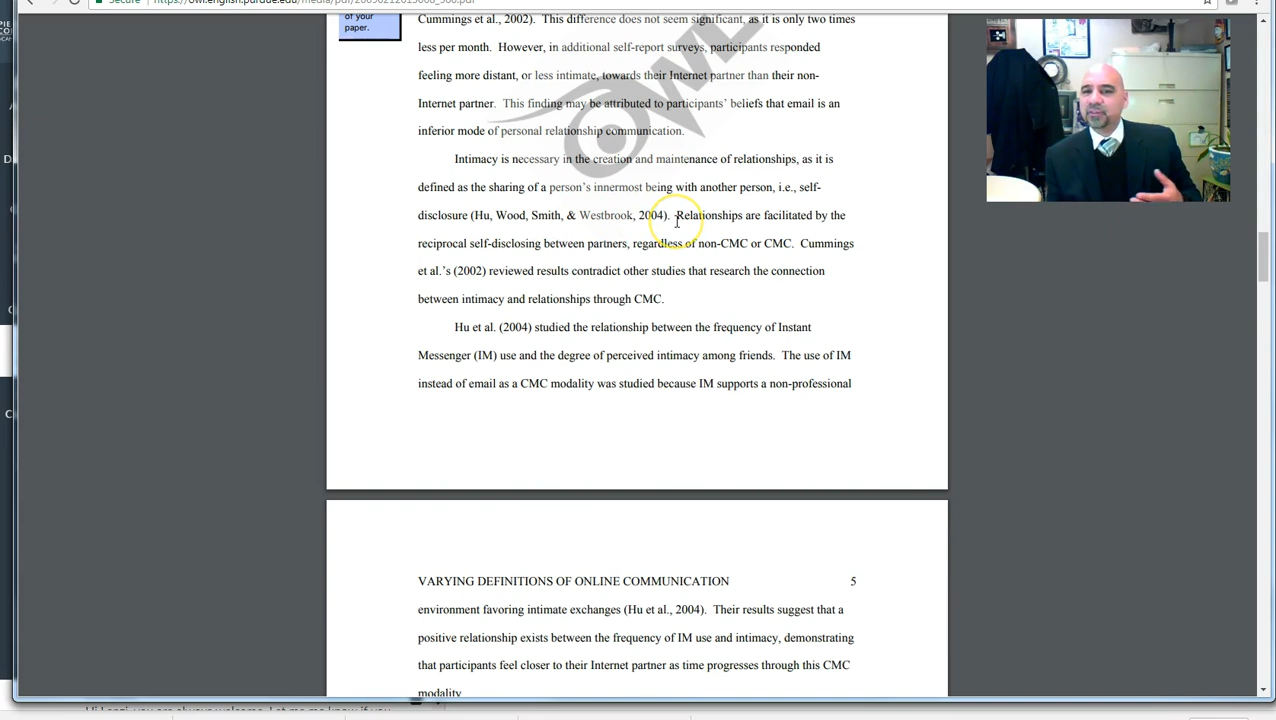 Secure
https://owl.english.purdue.edu/media/pdf/20090212013008_560.pdf
of your
paper.
Cummings et al., 2002).  This difference does not seem significant, as it is only two times
less per month.  However, in additional self-report surveys, participants responded
feeling more distant, or less intimate, towards their Internet partner than their non-
Internet partner.  This finding may be attributed to participants’ beliefs that email is an
inferior mode of personal relationship communication.
OWL
Intimacy is necessary in the creation and maintenance of relationships, as it is
defined as the sharing of a person’s innermost being with another person, i.e., self-
disclosure (Hu, Wood, Smith, & Westbrook, 2004).  Relationships are facilitated by the
reciprocal self-disclosing between partners, regardless of non-CMC or CMC.  Cummings
et al.’s (2002) reviewed results contradict other studies that research the connection
between intimacy and relationships through CMC.
Hu et al. (2004) studied the relationship between the frequency of Instant
Messenger (IM) use and the degree of perceived intimacy among friends.  The use of IM
instead of email as a CMC modality was studied because IM supports a non-professional
VARYING DEFINITIONS OF ONLINE COMMUNICATION 5
environment favoring intimate exchanges (Hu et al., 2004).  Their results suggest that a
positive relationship exists between the frequency of IM use and intimacy, demonstrating
that participants feel closer to their Internet partner as time progresses through this CMC
modality